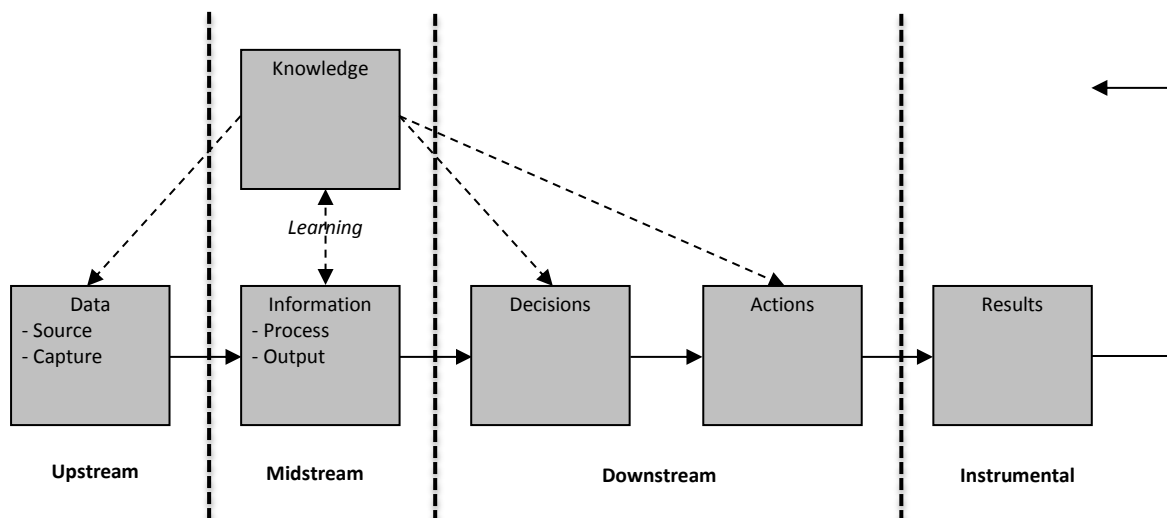 Knowledge
Learning
Data
- Source
- Capture
Information
- Process
- Output
Decisions
Actions
Results
Upstream
Midstream
Downstream
Instrumental